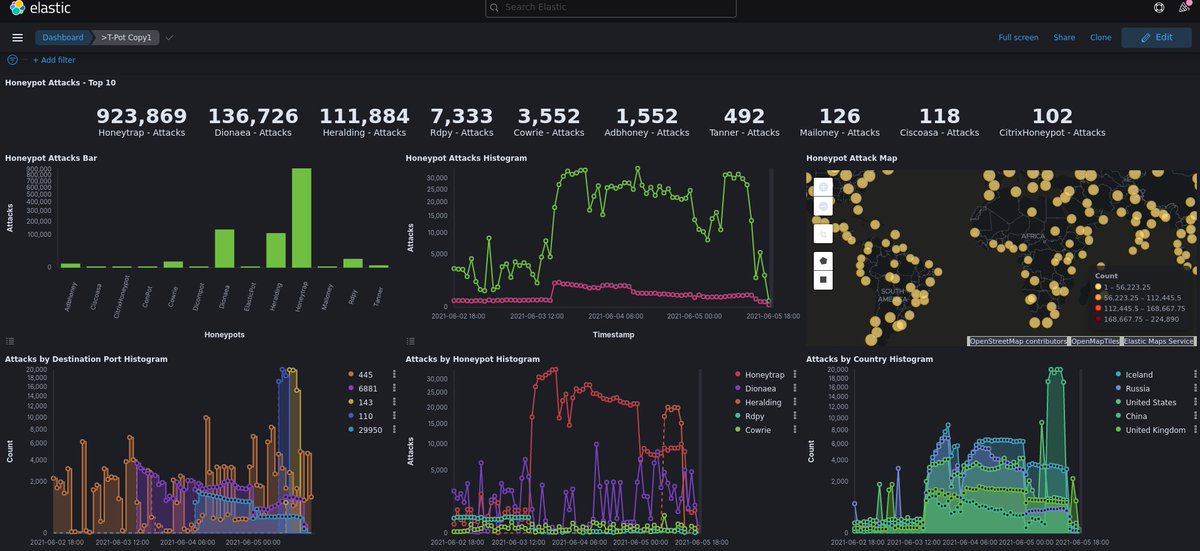 elastic
Search Elastic
Dashboard
>T-Pot Copy1
Full screen
Share
Clone
Edit
+ Add filter
Honeypot Attacks - Top 10
923,869 136,726 111,884 7,333 3,552 1,552 492 126 118 102
Honeytrap - Attacks Dionaea - Attacks Heralding - Attacks Rdpy - Attacks Cowrie - Attacks Adbhoney - Attacks Tanner - Attacks Mailoney - Attacks Ciscoasa - Attacks CitrixHoneypot - Attacks
Honeypot Attacks Bar
900,000
800,000
700,000
600,000
500,000
400,000
300,000
200,000
100,000
0
Attacks
Adbhoney
Ciscoasa
CitrixHoneypot
ConPot
Cowrie
Dicompot
Dionaea
ElasticPot
Heralding
Honeytrap
Mailoney
Rdpy
Tanner
Honeypots
Honeypot Attacks Histogram
30,000
25,000
20,000
15,000
10,000
5,000
0
Attacks
2021-06-02 18:00 2021-06-03 12:00 2021-06-04 06:00 2021-06-05 00:00 2021-06-05 18:00
Timestamp
Honeypot Attack Map
AFRICA
SOUTH
AMERICA
Count
1 – 56,223.25
56,223.25 – 112,445.5
112,445.5 – 168,667.75
168,667.75 – 224,890
OpenStreetMap contributors OpenMapTiles Elastic Maps Service
Attacks by Destination Port Histogram
20,000
18,000
16,000
14,000
12,000
10,000
8,000
6,000
4,000
2,000
0
Count
2021-06-02 18:00 2021-06-03 12:00 2021-06-04 06:00 2021-06-05 00:00
445
6881
143
110
29950
Attacks by Honeypot Histogram
30,000
25,000
20,000
15,000
10,000
5,000
0
Attacks
2021-06-02 18:00 2021-06-03 12:00 2021-06-04 06:00 2021-06-05 00:00 2021-06-05 18:00
Honeytrap
Dionaea
Heralding
Rdpy
Cowrie
Attacks by Country Histogram
20,000
18,000
16,000
14,000
12,000
10,000
8,000
6,000
4,000
2,000
0
Count
2021-06-02 18:00 2021-06-03 12:00 2021-06-04 06:00 2021-06-05 00:00 2021-06-05 18:00
Iceland
Russia
United States
China
United Kingdom